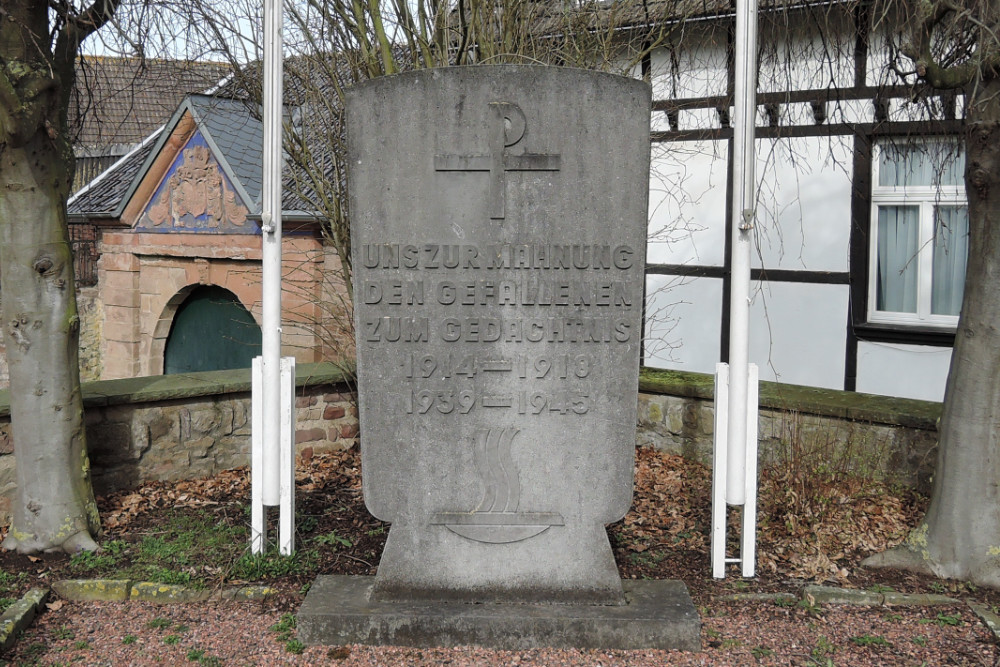 UNS ZUR MAHNUNG
DEN GEFALLENEN
ZUM GEDÄCHTNIS
1914=1918
1939=1945